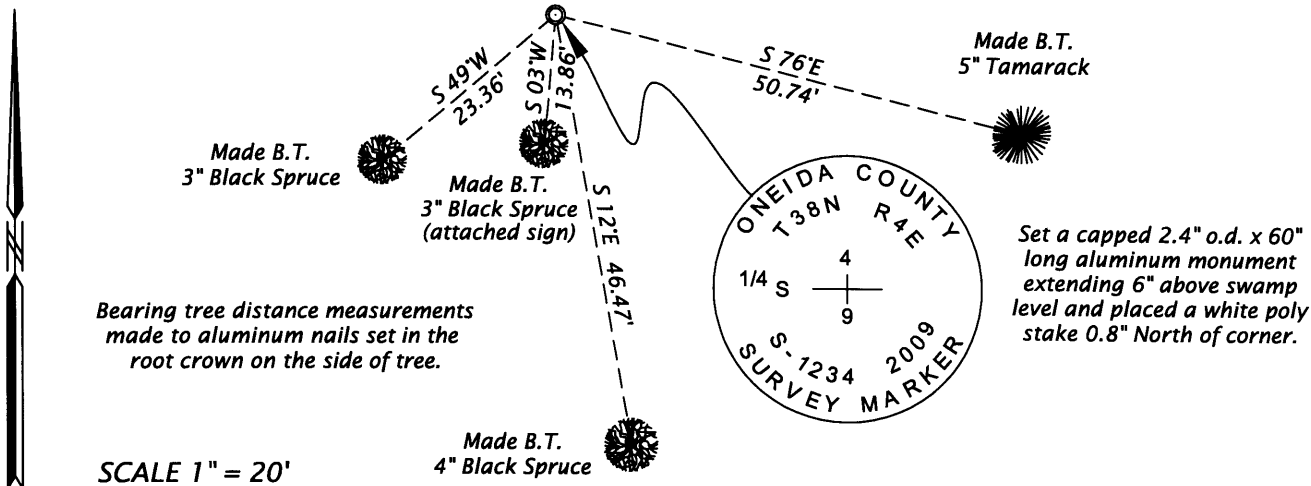 S 49°W
23.36'
S 03°W
13.86'
S 76°E
50.74'
Made B.T.
5" Tamarack
Made B.T.
3" Black Spruce
Made B.T.
3" Black Spruce
(attached sign)
S 12°E 46.47'
ONEIDA COUNTY
T38N R4E
1/4 S
4
9
S-1234 2009
SURVEY MARKER
Set a capped 2.4" o.d. x 60"
long aluminum monument
extending 6" above swamp
level and placed a white poly
stake 0.8" North of corner.
N
Bearing tree distance measurements
made to aluminum nails set in the
root crown on the side of tree.
Made B.T.
4" Black Spruce
SCALE 1" = 20'